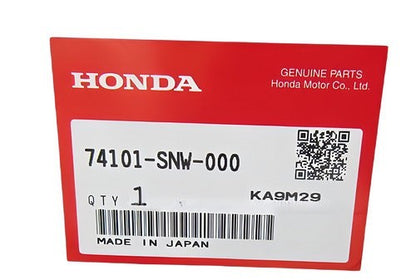 HONDA
GENUINE PARTS
Honda Motor Co., Ltd.
74101-SNW-000
QTY 1
KA9M29
MADE IN JAPAN